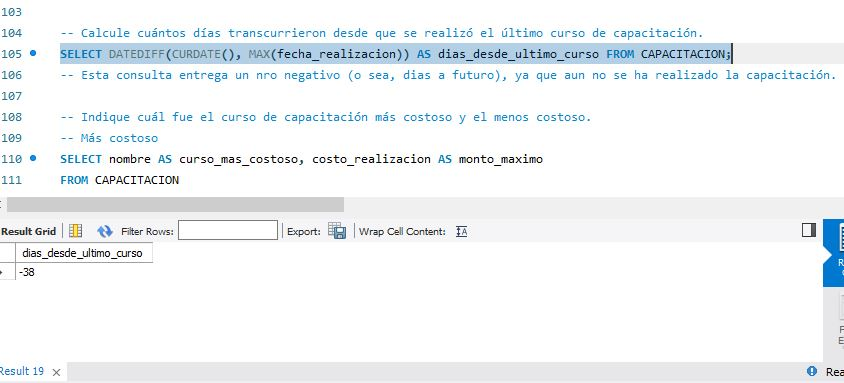 103
104 -- Calcule cuántos días transcurrieron desde que se realizó el último curso de capacitación.
105 SELECT DATEDIFF(CURDATE(), MAX(fecha_realizacion)) AS dias_desde_ultimo_curso FROM CAPACITACION;
106 -- Esta consulta entrega un nro negativo (o sea, dias a futuro), ya que aun no se ha realizado la capacitación.
107
108 -- Indique cuál fue el curso de capacitación más costoso y el menos costoso.
109 -- Más costoso
110 SELECT nombre AS curso_mas_costoso, costo_realizacion AS monto_maximo
111 FROM CAPACITACION
Result Grid Filter Rows: Export: Wrap Cell Content:
dias_desde_ultimo_curso
-38
Result 19